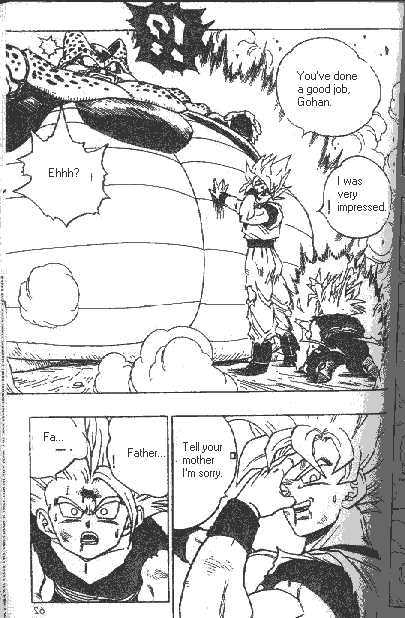 ?!
You've done
a good job,
Gohan.
I was
very
impressed.
Ehhh?
Tell your
mother
I'm sorry.
Father...
Fa...
26